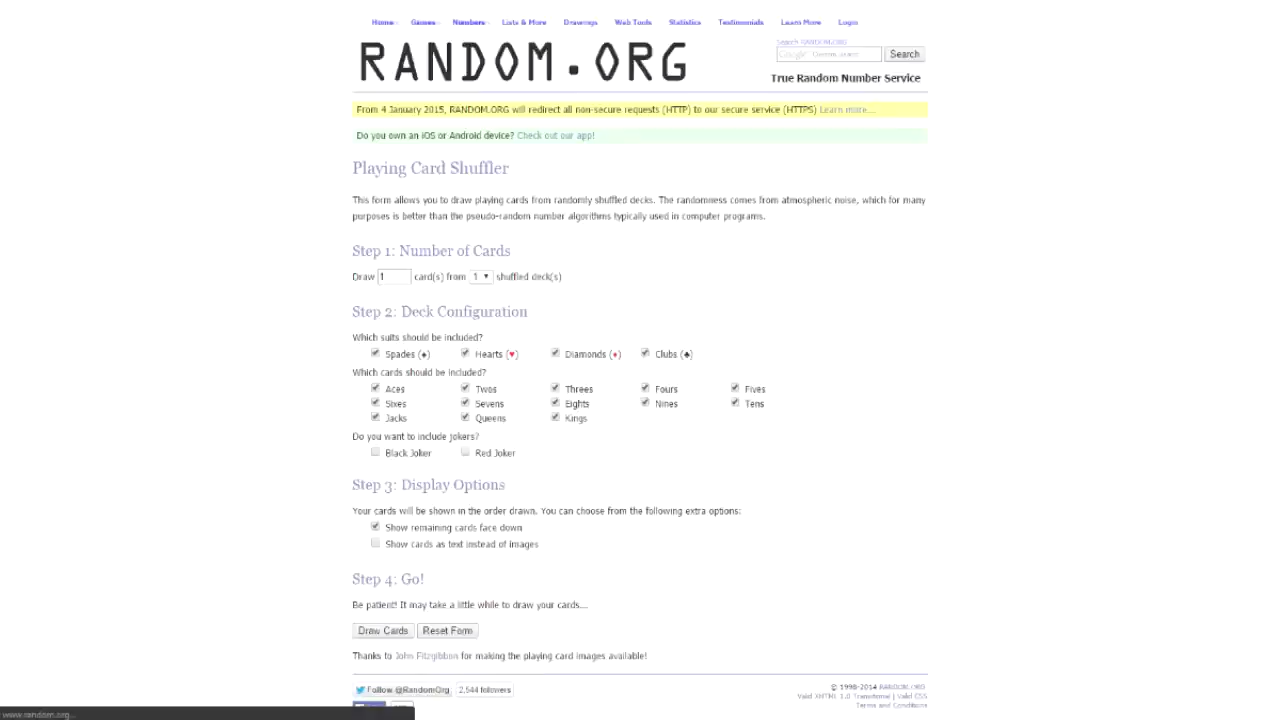 Home Games Numbers Lists & More Drawings Web Tools Statistics Testimonials Learn More Login
Search RANDOM.ORG
RANDOM.ORG
Google Search
True Random Number Service
From 4 January 2015, RANDOM.ORG will redirect all non-secure requests (HTTP) to our secure service (HTTPS) Learn more...
Do you own an iOS or Android device? Check out our app!
Playing Card Shuffler
This form allows you to draw playing cards from randomly shuffled decks. The randomness comes from atmospheric noise, which for many
purposes is better than the pseudo-random number algorithms typically used in computer programs.
Step 1: Number of Cards
Draw 1 card(s) from 1 shuffled deck(s)
Step 2: Deck Configuration
Which suits should be included?
Spades (♠) Hearts (♥) Diamonds (♦) Clubs (♣)
Which cards should be included?
Aces Twos Threes Fours Fives
Sixes Sevens Eights Nines Tens
Jacks Queens Kings
Do you want to include jokers?
Black Joker Red Joker
Step 3: Display Options
Your cards will be shown in the order drawn. You can choose from the following extra options:
Show remaining cards face down
Show cards as text instead of images
Step 4: Go!
Be patient! It may take a little while to draw your cards...
Draw Cards Reset Form
Thanks to John Fitzgibbon for making the playing card images available!
Follow @RandomOrg 2,544 followers
© 1998-2014 RANDOM.ORG
Valid XHTML 1.0 Transitional | Valid CSS
Terms and Conditions
www.random.org...